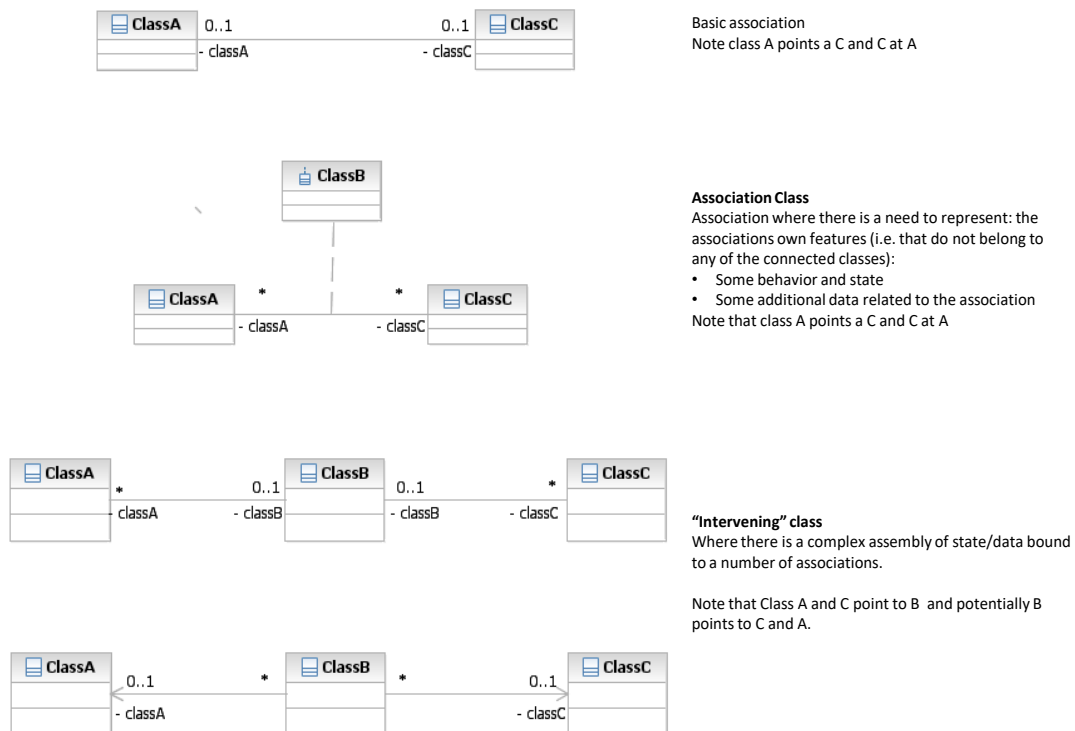 ClassA 0..1 0..1 ClassC
- classA - classC
Basic association
Note class A points a C and C at A
ClassB
ClassA * * ClassC
- classA - classC
Association Class
Association where there is a need to represent: the
associations own features (i.e. that do not belong to
any of the connected classes):
• Some behavior and state
• Some additional data related to the association
Note that class A points a C and C at A
ClassA ClassB ClassC
* 0..1 0..1 *
- classA - classB - classB - classC
“Intervening” class
Where there is a complex assembly of state/data bound
to a number of associations.
Note that Class A and C point to B and potentially B
points to C and A.
ClassA ClassB ClassC
0..1 * * 0..1
- classA - classC